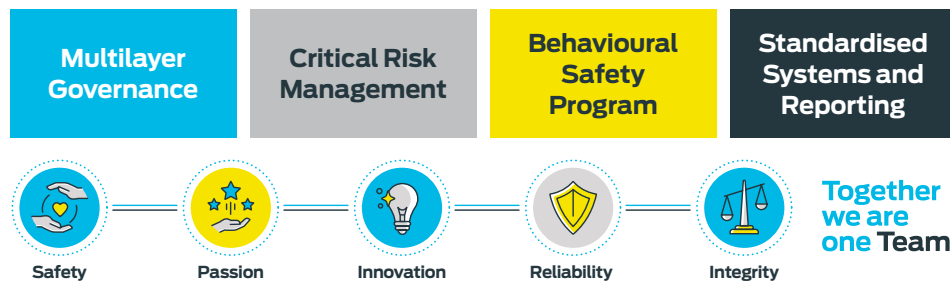 Multilayer
Governance
Critical Risk
Management
Behavioural
Safety
Program
Standardised
Systems and
Reporting
Safety
Passion
Innovation
Reliability
Integrity
Together
we are
one Team